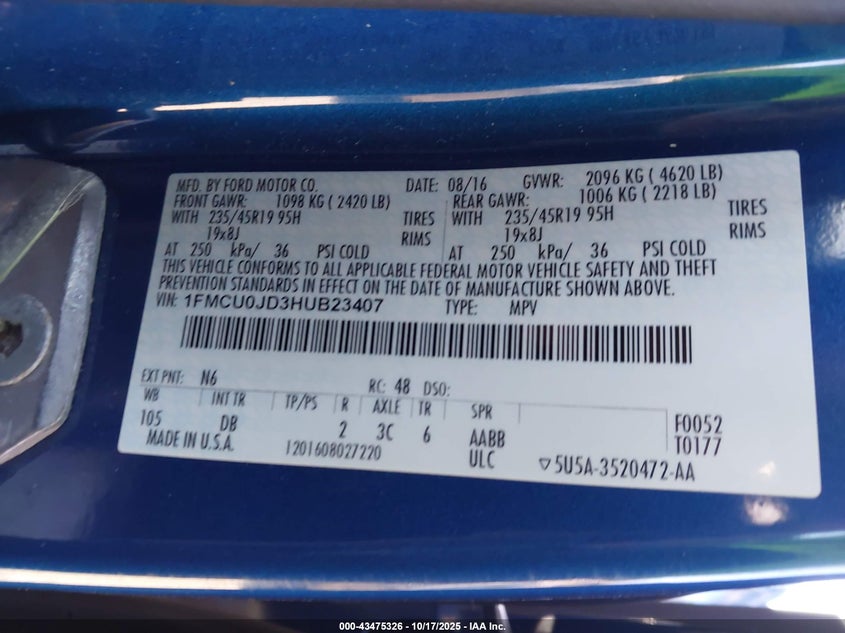 MFD. BY FORD MOTOR CO. DATE: 08/16 GVWR: 2096 KG ( 4620 LB)
FRONT GAWR: 1098 KG ( 2420 LB) REAR GAWR: 1006 KG ( 2218 LB)
WITH 235/45R19 95H TIRES WITH 235/45R19 95H TIRES
19x8J RIMS 19x8J RIMS
AT 250 kPa/ 36 PSI COLD AT 250 kPa/ 36 PSI COLD
THIS VEHICLE CONFORMS TO ALL APPLICABLE FEDERAL MOTOR VEHICLE SAFETY AND THEFT
PREVENTION STANDARDS IN EFFECT ON THE DATE OF MANUFACTURE SHOWN ABOVE.
VIN: 1FMCU0JD3HUB23407 TYPE: MPV
EXT PNT: N6 RC: 48 DSO:
WB INT TR TP/PS R AXLE TR SPR
105 DB 2 3C 6 AABB F0052
MADE IN U.S.A. 1201608027220 ULC T0177
▽5U5A-3520472-AA
000-43475326 - 10/17/2025 - IAA Inc.